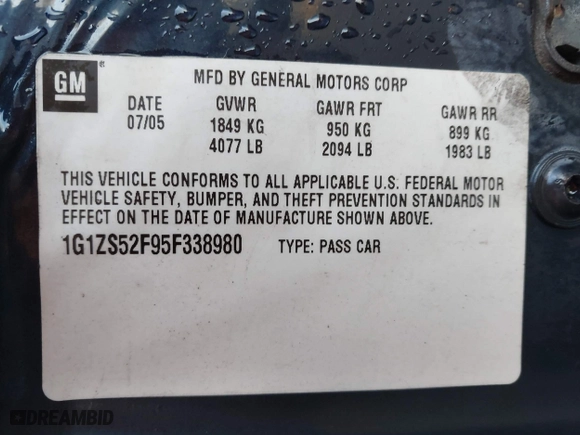 GM ®
MFD BY GENERAL MOTORS CORP
DATE GVWR GAWR FRT GAWR RR
07/05 1849 KG 950 KG 899 KG
4077 LB 2094 LB 1983 LB
THIS VEHICLE CONFORMS TO ALL APPLICABLE U.S. FEDERAL MOTOR
VEHICLE SAFETY, BUMPER, AND THEFT PREVENTION STANDARDS IN
EFFECT ON THE DATE OF MANUFACTURE SHOWN ABOVE.
1G1ZS52F95F338980 TYPE: PASS CAR
DREAMBID